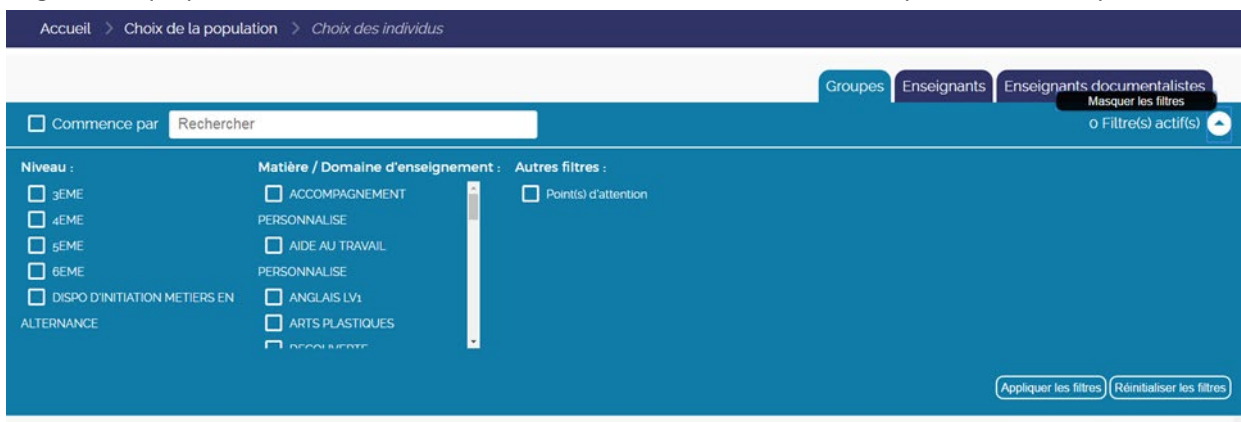 Accueil > Choix de la population > Choix des individus
Groupes Enseignants Enseignants documentalistes
Masquer les filtres
Commence par Rechercher 0 Filtre(s) actif(s)
Niveau : Matière / Domaine d'enseignement : Autres filtres :
3EME ACCOMPAGNEMENT Point(s) d'attention
4EME PERSONNALISE
5EME AIDE AU TRAVAIL
6EME PERSONNALISE
DISPO D'INITIATION METIERS EN ANGLAIS LV1
ALTERNANCE ARTS PLASTIQUES
Appliquer les filtres Réinitialiser les filtres